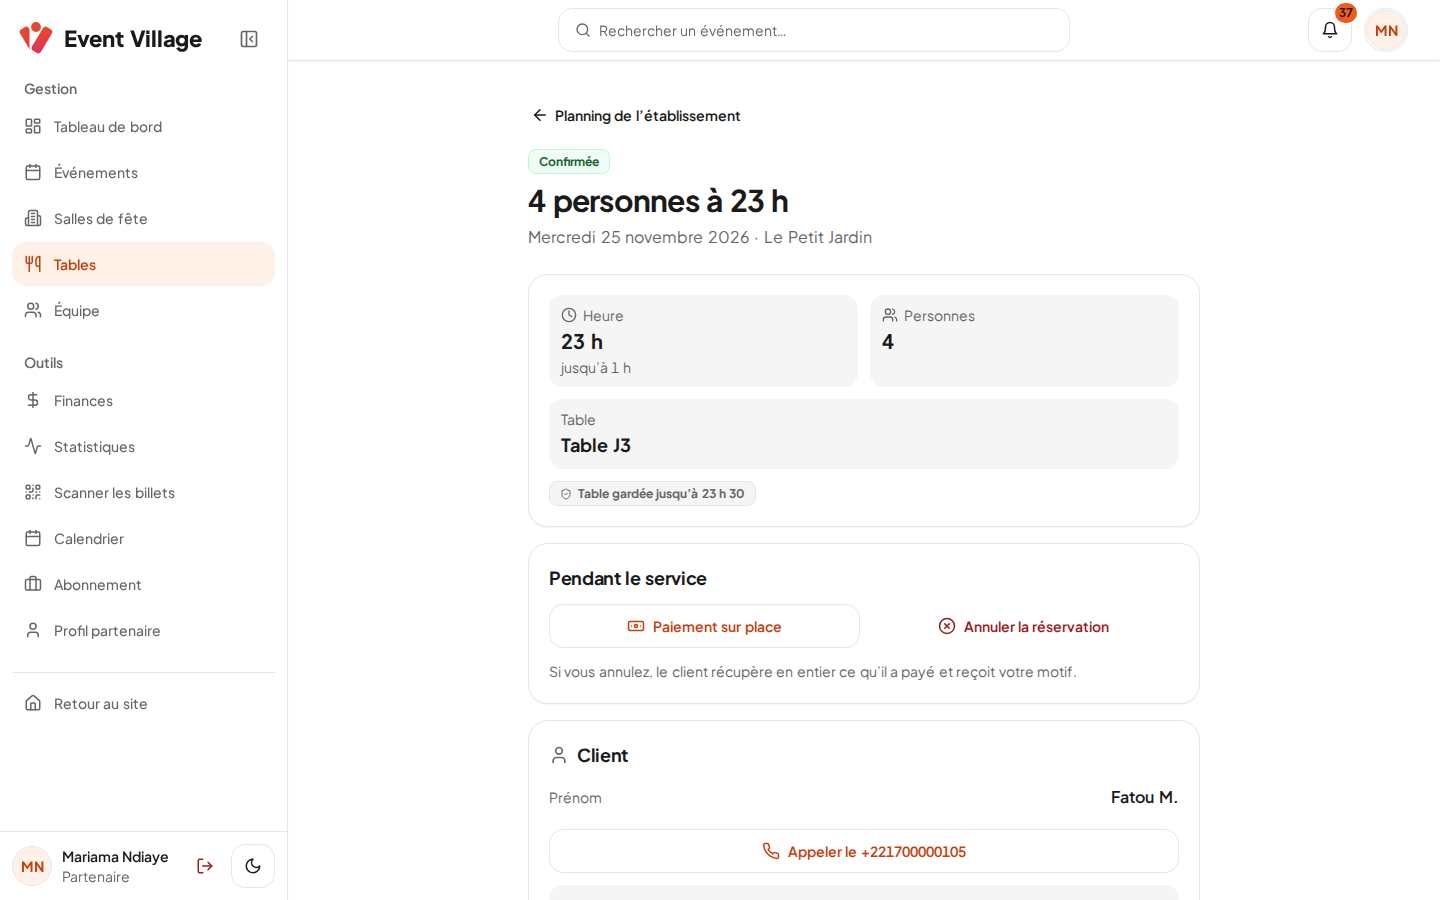 Event Village
Rechercher un événement...
37
MN
Gestion
Tableau de bord
Événements
Salles de fête
Tables
Équipe
Outils
Finances
Statistiques
Scanner les billets
Calendrier
Abonnement
Profil partenaire
Retour au site
MN
Mariama Ndiaye
Partenaire
Planning de l'établissement
Confirmée
4 personnes à 23 h
Mercredi 25 novembre 2026 · Le Petit Jardin
Heure
23 h
jusqu'à 1 h
Personnes
4
Table
Table J3
Table gardée jusqu'à 23 h 30
Pendant le service
Paiement sur place
Annuler la réservation
Si vous annulez, le client récupère en entier ce qu'il a payé et reçoit votre motif.
Client
Prénom
Fatou M.
Appeler le +221700000105